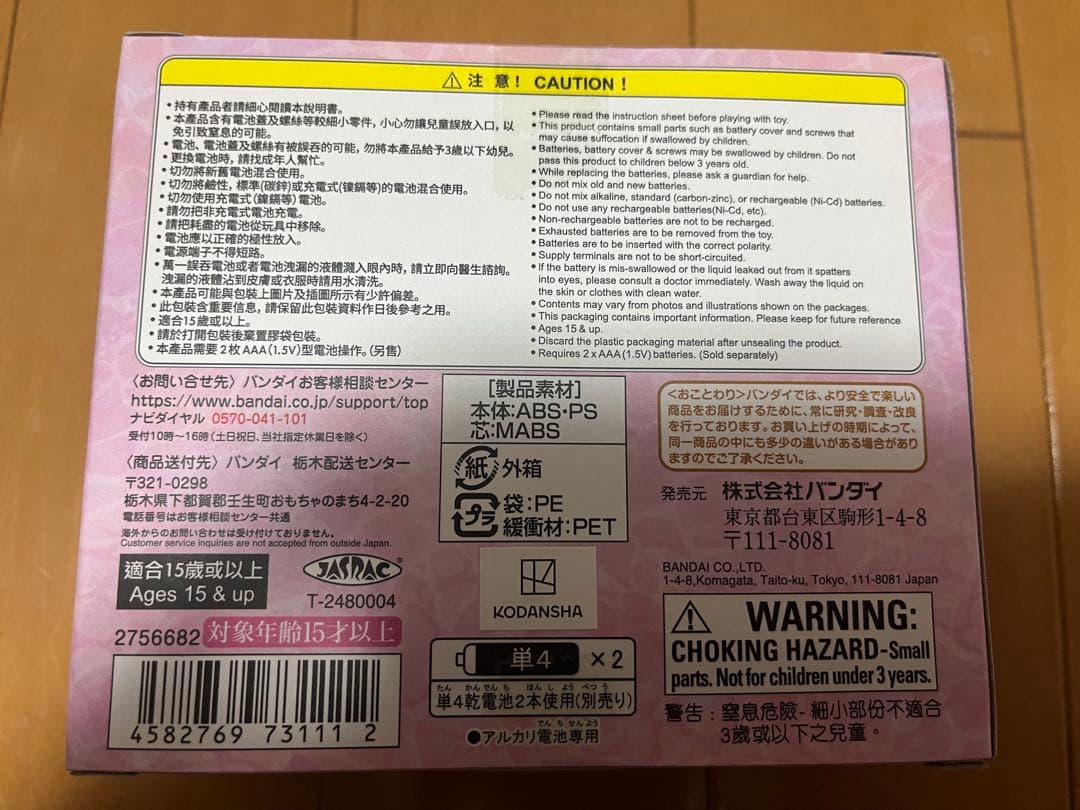 ⚠注 意! CAUTION!
• 持有產品者請細心閱讀本說明書。
• 本產品含有電池蓋及螺絲等較細小零件, 小心勿讓兒童誤放入口, 以
免引致窒息的可能。
• 電池、電池蓋及螺絲有被誤吞的可能, 勿將本產品給予3歲以下幼兒。
• 更換電池時, 請找成年人幫忙。
• 切勿將新舊電池混合使用。
• 切勿將鹼性, 標準(碳鋅)或充電式(鎳鎘等)的電池混合使用。
• 切勿使用充電式(鎳鎘等)電池。
• 請勿把非充電式電池充電。
• 請把耗盡的電池從玩具中移除。
• 電池應以正確的極性放入。
• 電源端子不得短路。
• 萬一誤吞電池或者電池洩漏的液體濺入眼內時, 請立即向醫生諮詢。
洩漏的液體沾到皮膚或衣服時請用水清洗。
• 本產品可能與包裝上圖片及插圖所示有少許偏差。
• 此包裝含重要信息, 請保留此包裝資料作日後參考之用。
• 適合15歲或以上。
• 請於打開包裝後棄置膠袋包裝。
• 本產品需要2枚AAA(1.5V)型電池操作。(另售)
• Please read the instruction sheet before playing with toy.
• This product contains small parts such as battery cover and screws that
may cause suffocation if swallowed by children.
• Batteries, battery cover & screws may be swallowed by children. Do not
pass this product to children below 3 years old.
• While replacing the batteries, please ask a guardian for help.
• Do not mix old and new batteries.
• Do not mix alkaline, standard (carbon-zinc), or rechargeable (Ni-Cd) batteries.
• Do not use any rechargeable batteries(Ni-Cd, etc).
• Non-rechargeable batteries are not to be recharged.
• Exhausted batteries are to be removed from the toy.
• Batteries are to be inserted with the correct polarity.
• Supply terminals are not to be short-circuited.
• If the battery is mis-swallowed or the liquid leaked out from it spatters
into eyes, please consult a doctor immediately. Wash away the liquid on
the skin or clothes with clean water.
• Contents may vary from photos and illustrations shown on the packages.
• This packaging contains important information. Please keep for future reference
• Ages 15 & up.
• Discard the plastic packaging material after unsealing the product.
• Requires 2 x AAA (1.5V) batteries. (Sold separately)
〈お問い合せ先〉バンダイお客様相談センター
https://www.bandai.co.jp/support/top
ナビダイヤル 0570-041-101
受付10時～16時(土日祝日、当社指定休業日を除く)
〈商品送付先〉バンダイ 栃木配送センター
〒321-0298
栃木県下都賀郡壬生町おもちゃのまち4-2-20
電話番号はお客様相談センター共通
海外からのお問い合わせは受け付けておりません。
Customer service inquiries are not accepted from outside Japan.
適合15歲或以上
Ages 15 & up
JASRAC
T-2480004
2756682 対象年齢15才以上
4582769 73111 2
[製品素材]
本体:ABS・PS
芯:MABS
紙 外箱
プラ 袋:PE
緩衝材:PET
KODANSHA
単4 ×2
たん かんでんち ほんしよう べつう
単4乾電池2本使用(別売り)
でんちせんよう
●アルカリ電池専用
〈おことわり〉バンダイでは、より安全で楽しい
商品をお届けするために、常に研究・調査・改良
を行っております。お買い上げの時期によって、
同一商品の中にも多少の違いがある場合があり
ますのでご了承ください。
発売元 株式会社バンダイ
東京都台東区駒形1-4-8
〒111-8081
BANDAI CO.,LTD.
1-4-8,Komagata, Taito-ku, Tokyo, 111-8081 Japan
⚠ WARNING:
CHOKING HAZARD-Small
parts. Not for children under 3 years.
警告：窒息危險－細小部份不適合
3歲或以下之兒童。